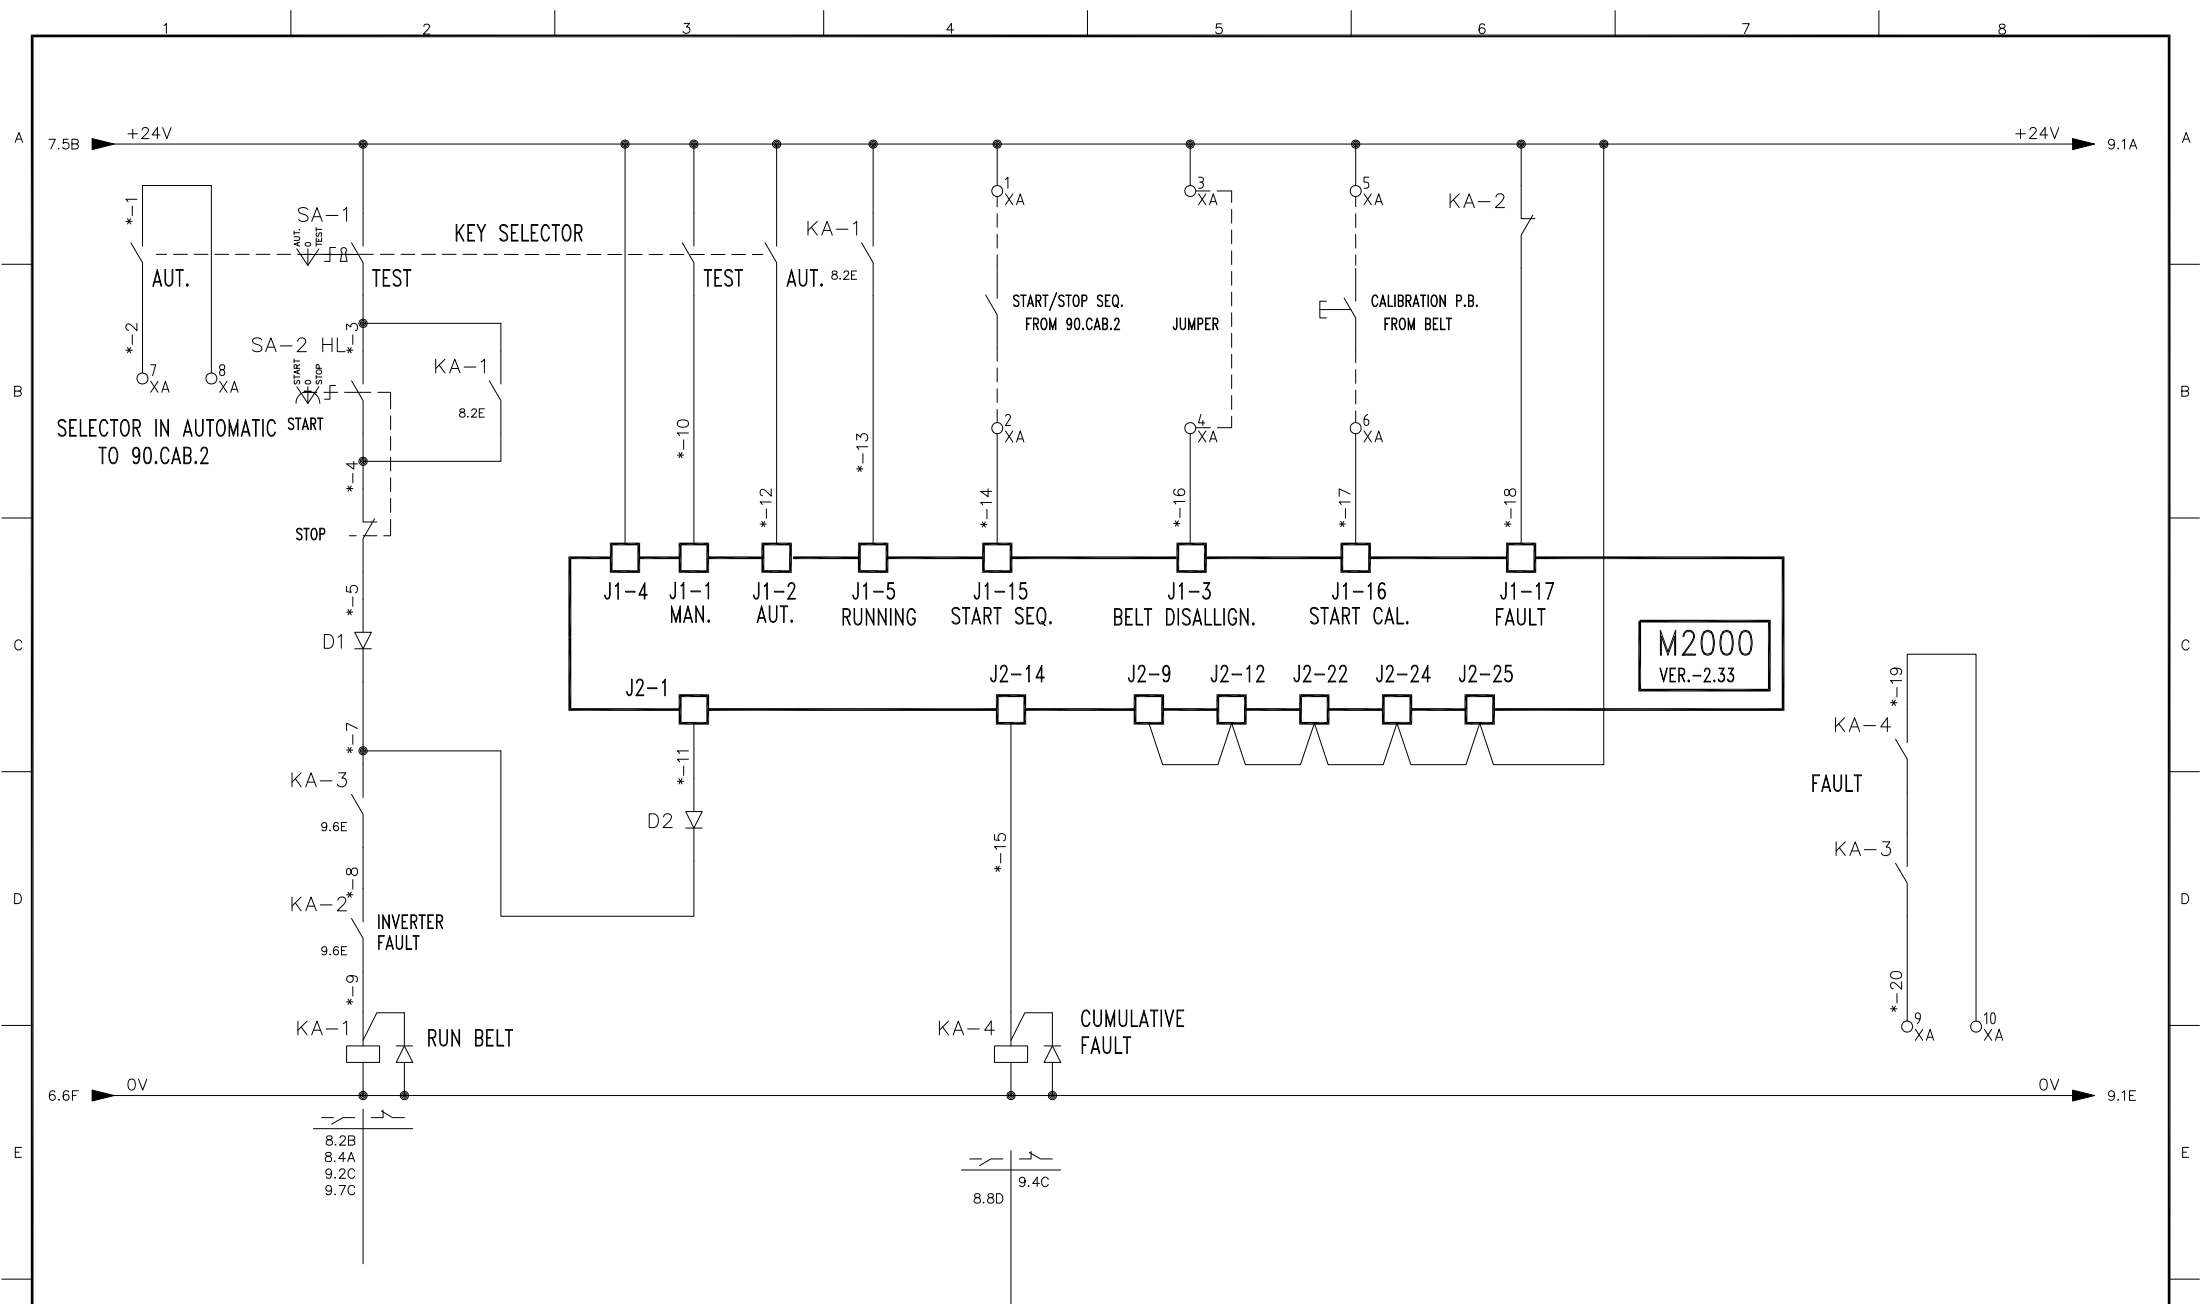 1 2 3 4 5 6 7 8
A 7.5B +24V +24V 9.1A A
*-1
SA-1
AUT. 0 TEST
KEY SELECTOR
KA-1
1
XA
3
XA
5
XA
KA-2
AUT.
TEST
TEST
AUT. 8.2E
*-2
*-3
START/STOP SEQ.
FROM 90.CAB.2
JUMPER
CALIBRATION P.B.
FROM BELT
SA-2 HL
START 0 STOP
KA-1
8.2E
7
XA
8
XA
B B
START
SELECTOR IN AUTOMATIC
TO 90.CAB.2
*-4
*-10
*-12
*-13
2
XA
*-14
4
XA
*-16
6
XA
*-17
*-18
STOP
*-5
D1
J1-4
J1-1
MAN.
J1-2
AUT.
J1-5
RUNNING
J1-15
START SEQ.
J1-3
BELT DISALLIGN.
J1-16
START CAL.
J1-17
FAULT
C C
M2000
VER.-2.33
J2-1
J2-14
J2-9
J2-12
J2-22
J2-24
J2-25
*-7
*-11
*-19
KA-4
KA-3
9.6E
FAULT
D2
*-15
KA-3
*-8
KA-2
D D
INVERTER
FAULT
9.6E
*-9
*-20
KA-1
RUN BELT
KA-4
CUMULATIVE
FAULT
9
XA
10
XA
6.6F 0V 0V 9.1E
E E
8.2B
8.4A
9.2C
9.7C
9.4C
8.8D